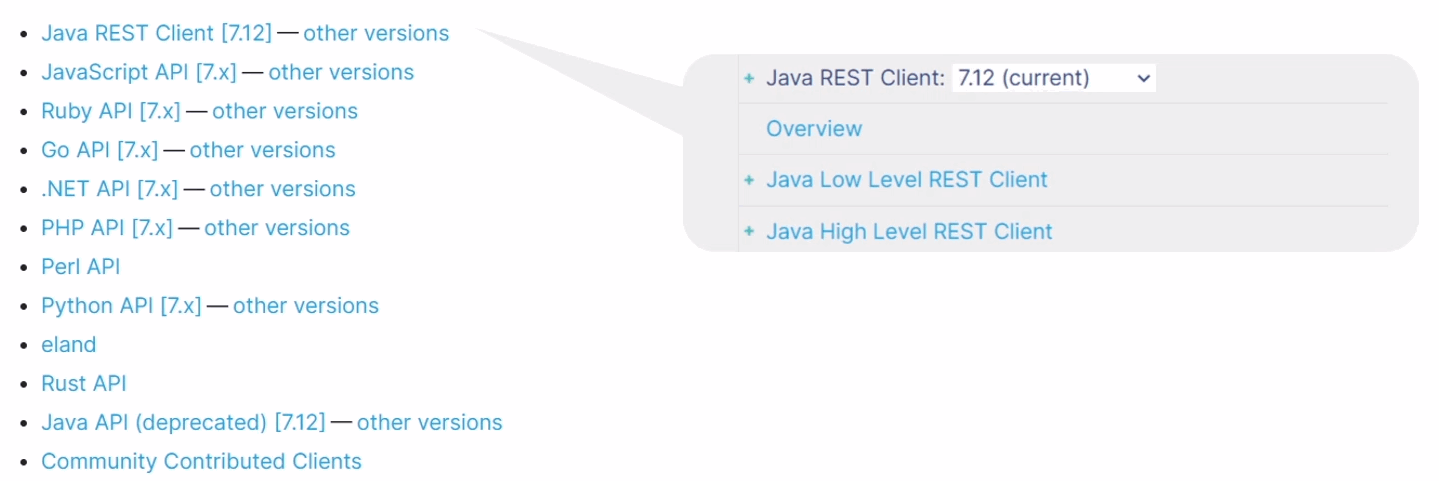 Java REST Client [7.12] — other versions
JavaScript API [7.x] — other versions
Ruby API [7.x] — other versions
Go API [7.x] — other versions
.NET API [7.x] — other versions
PHP API [7.x] — other versions
Perl API
Python API [7.x] — other versions
eland
Rust API
Java API (deprecated) [7.12] — other versions
Community Contributed Clients
+ Java REST Client: 7.12 (current)
Overview
+ Java Low Level REST Client
+ Java High Level REST Client